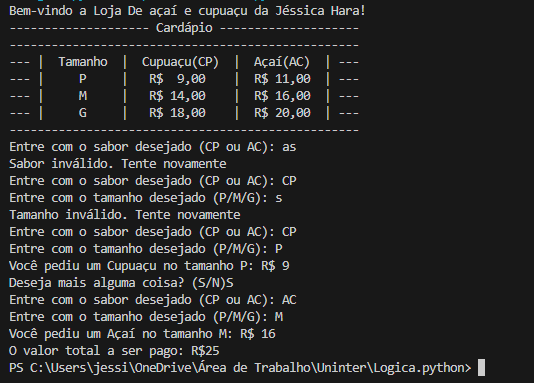 Bem-vindo a Loja De açaí e cupuaçu da Jéssica Hara!
-------------------- Cardápio --------------------
--------------------------------------------------
--- | Tamanho | Cupuaçu(CP) | Açaí(AC) | ---
--- | P | R$ 9,00 | R$ 11,00 | ---
--- | M | R$ 14,00 | R$ 16,00 | ---
--- | G | R$ 18,00 | R$ 20,00 | ---
--------------------------------------------------
Entre com o sabor desejado (CP ou AC): as
Sabor inválido. Tente novamente
Entre com o sabor desejado (CP ou AC): CP
Entre com o tamanho desejado (P/M/G): s
Tamanho inválido. Tente novamente
Entre com o sabor desejado (CP ou AC): CP
Entre com o tamanho desejado (P/M/G): P
Você pediu um Cupuaçu no tamanho P: R$ 9
Deseja mais alguma coisa? (S/N)S
Entre com o sabor desejado (CP ou AC): AC
Entre com o tamanho desejado (P/M/G): M
Você pediu um Açaí no tamanho M: R$ 16
O valor total a ser pago: R$25
PS C:\Users\jessi\OneDrive\Área de Trabalho\Uninter\Logica.python>